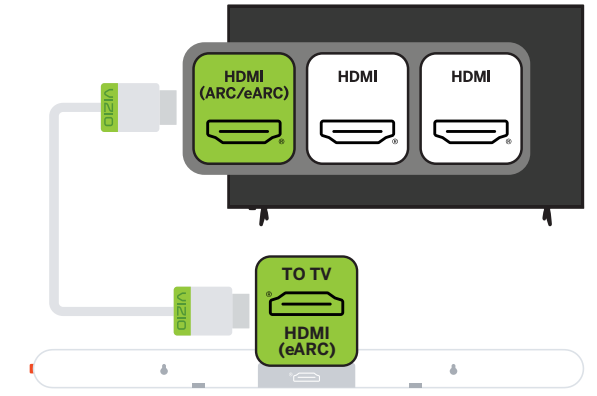 HDMI
(ARC/eARC)
HDMI
HDMI
VIZIO
TO TV
HDMI
(eARC)
VIZIO